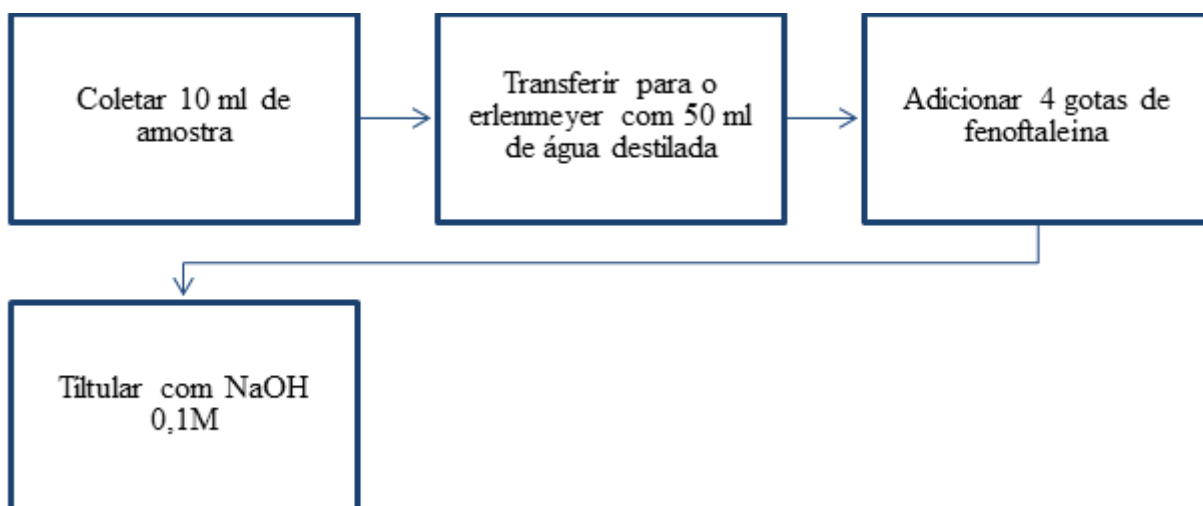 Coletar 10 ml de
amostra
Transferir para o
erlenmeyer com 50 ml
de água destilada
Adicionar 4 gotas de
fenoftaleina
Tiltular com NaOH
0,1M